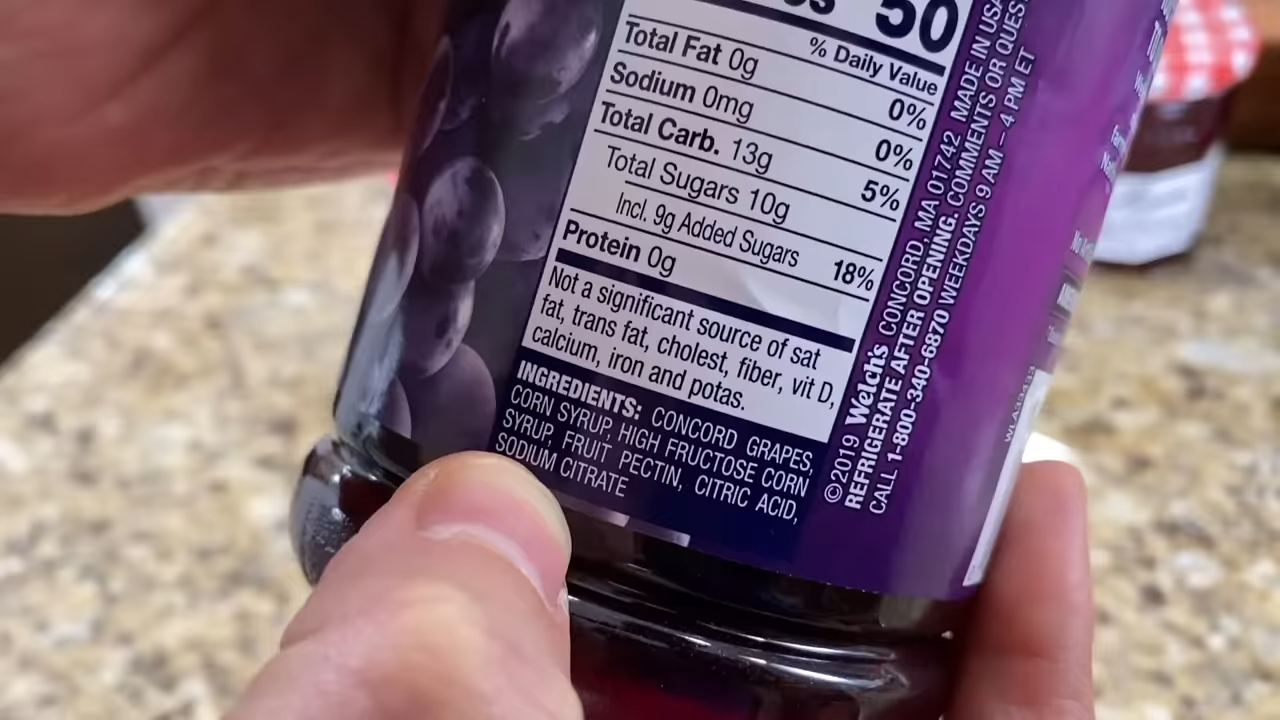 50
% Daily Value
Total Fat 0g 0%
Sodium 0mg 0%
Total Carb. 13g 5%
Total Sugars 10g
Incl. 9g Added Sugars 18%
Protein 0g
Not a significant source of sat
fat, trans fat, cholest, fiber, vit D,
calcium, iron and potas.
INGREDIENTS: CONCORD GRAPES,
CORN SYRUP, HIGH FRUCTOSE CORN
SYRUP, FRUIT PECTIN, CITRIC ACID,
SODIUM CITRATE
©2019 Welch's CONCORD, MA 01742 MADE IN USA
REFRIGERATE AFTER OPENING. COMMENTS OR
CALL 1-800-340-6870 WEEKDAYS 9 AM – 4 PM ET